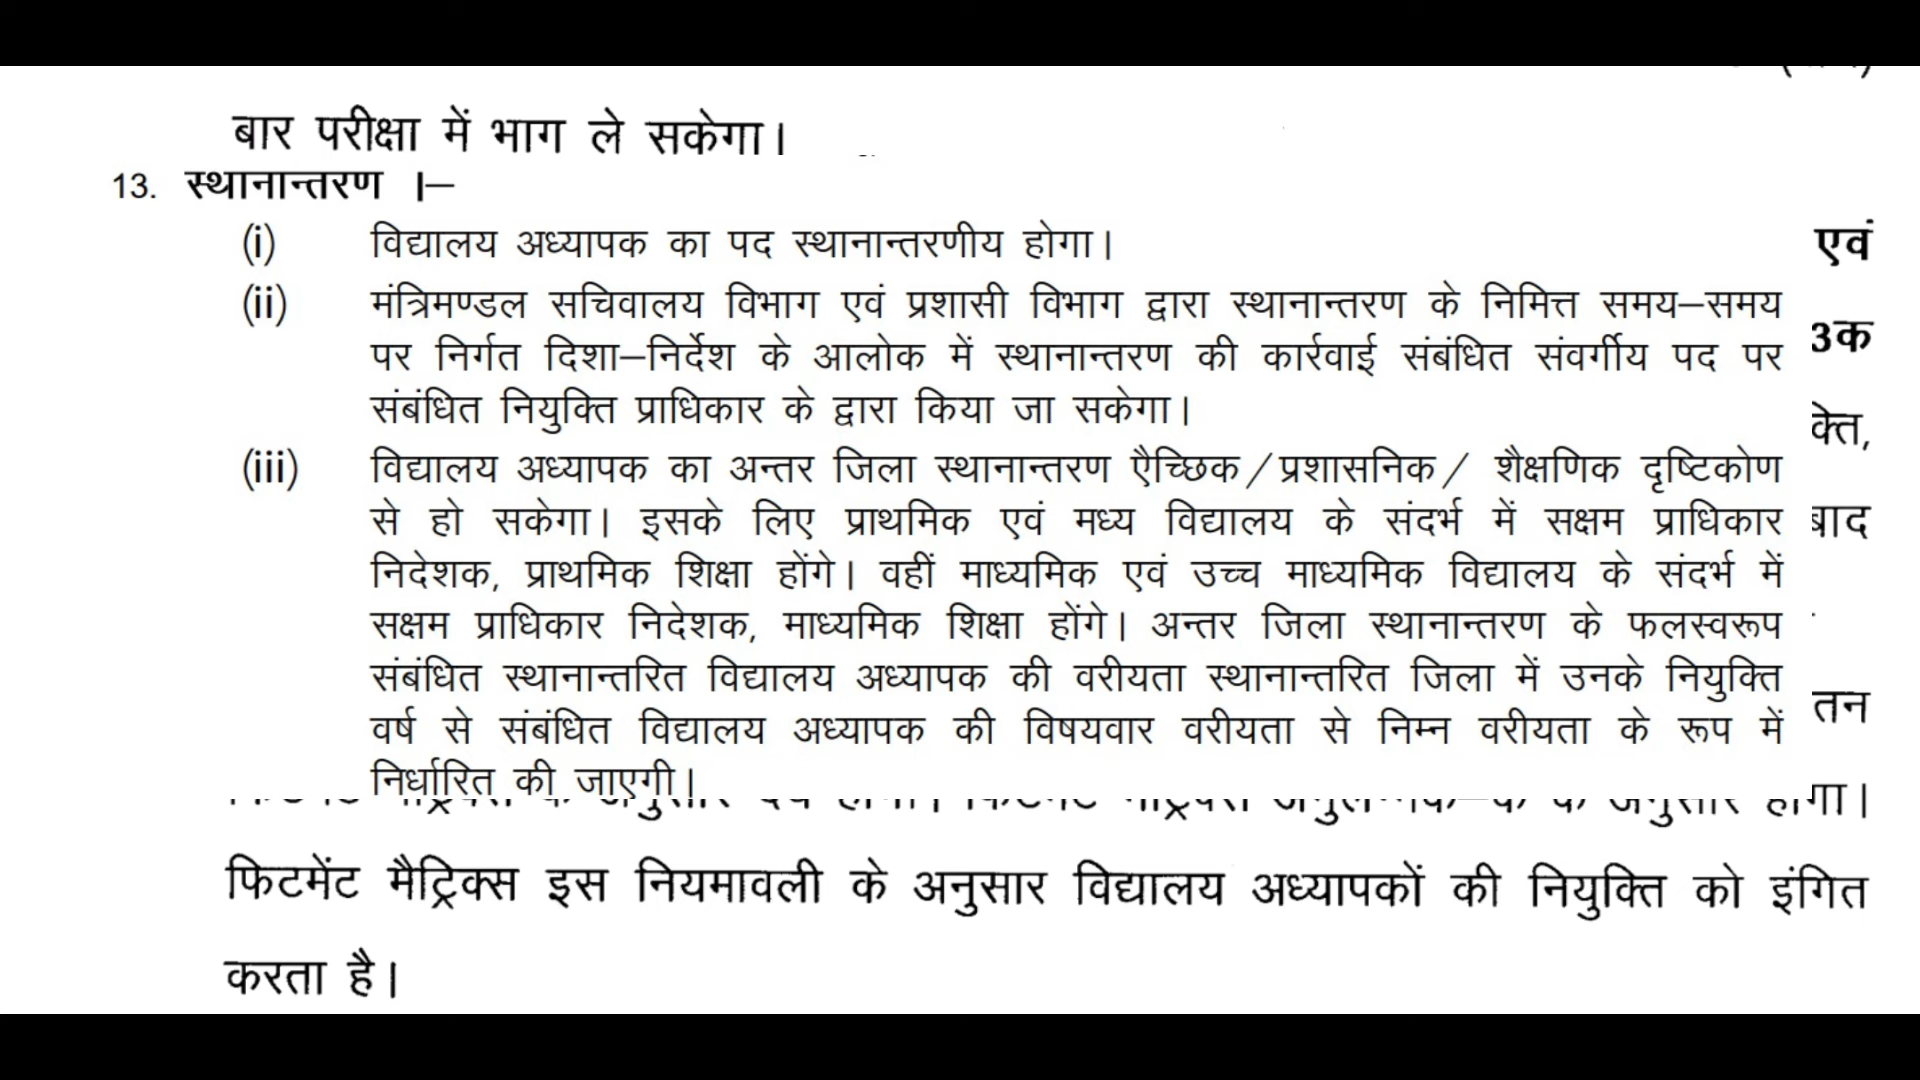 बार परीक्षा में भाग ले सकेगा।
13. स्थानान्तरण ।–
(i) विद्यालय अध्यापक का पद स्थानान्तरणीय होगा।
एवं
(ii) मंत्रिमण्डल सचिवालय विभाग एवं प्रशासी विभाग द्वारा स्थानान्तरण के निमित्त समय–समय
पर निर्गत दिशा–निर्देश के आलोक में स्थानान्तरण की कार्रवाई संबंधित संवर्गीय पद पर
3क
संबंधित नियुक्ति प्राधिकार के द्वारा किया जा सकेगा।
क्ति,
(iii) विद्यालय अध्यापक का अन्तर जिला स्थानान्तरण ऐच्छिक/प्रशासनिक/ शैक्षणिक दृष्टिकोण
से हो सकेगा। इसके लिए प्राथमिक एवं मध्य विद्यालय के संदर्भ में सक्षम प्राधिकार
बाद
निदेशक, प्राथमिक शिक्षा होंगे। वहीं माध्यमिक एवं उच्च माध्यमिक विद्यालय के संदर्भ में
सक्षम प्राधिकार निदेशक, माध्यमिक शिक्षा होंगे। अन्तर जिला स्थानान्तरण के फलस्वरूप
संबंधित स्थानान्तरित विद्यालय अध्यापक की वरीयता स्थानान्तरित जिला में उनके नियुक्ति
तन
वर्ष से संबंधित विद्यालय अध्यापक की विषयवार वरीयता से निम्न वरीयता के रूप में
निर्धारित की जाएगी।
फिटमेंट मैट्रिक्स इस नियमावली के अनुसार विद्यालय अध्यापकों की नियुक्ति को इंगित
करता है।